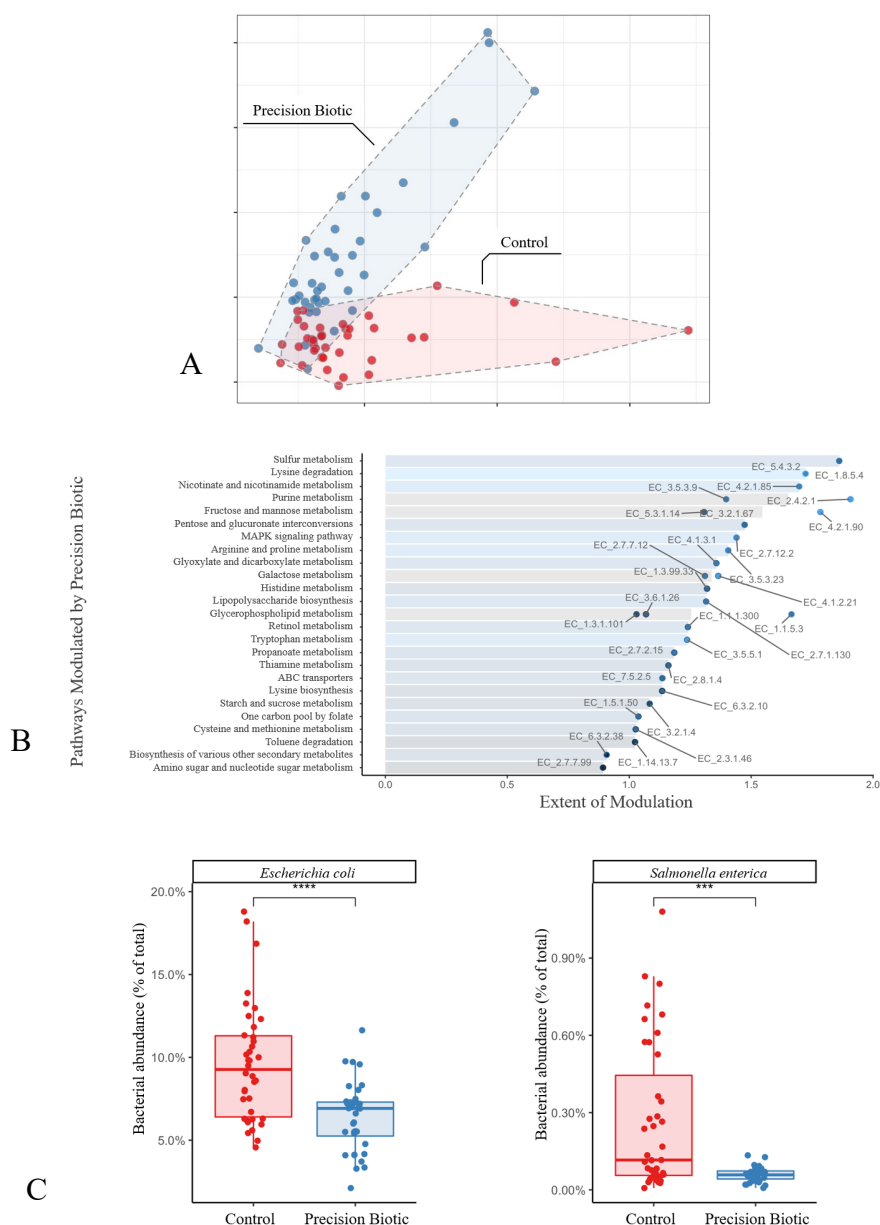 Precision Biotic
Control
A
Pathways Modulated by Precision Biotic
Sulfur metabolism
Lysine degradation
Nicotinate and nicotinamide metabolism
Purine metabolism
Fructose and mannose metabolism
Pentose and glucuronate interconversions
MAPK signaling pathway
Arginine and proline metabolism
Glyoxylate and dicarboxylate metabolism
Galactose metabolism
Histidine metabolism
Lipopolysaccharide biosynthesis
Glycerophospholipid metabolism
Retinol metabolism
Tryptophan metabolism
Propanoate metabolism
Thiamine metabolism
ABC transporters
Lysine biosynthesis
Starch and sucrose metabolism
One carbon pool by folate
Cysteine and methionine metabolism
Toluene degradation
Biosynthesis of various other secondary metabolites
Amino sugar and nucleotide sugar metabolism
EC_5.4.3.2
EC_1.8.5.4
EC_3.5.3.9
EC_4.2.1.85
EC_2.4.2.1
EC_5.3.1.14
EC_3.2.1.67
EC_4.2.1.90
EC_2.7.7.12
EC_4.1.3.1
EC_2.7.12.2
EC_1.3.99.33
EC_3.5.3.23
EC_3.6.1.26
EC_4.1.2.21
EC_1.3.1.101
EC_1.1.1.300
EC_1.1.5.3
EC_2.7.2.15
EC_3.5.5.1
EC_2.7.1.130
EC_7.5.2.5
EC_2.8.1.4
EC_1.5.1.50
EC_6.3.2.10
EC_6.3.2.38
EC_3.2.1.4
EC_2.7.7.99
EC_1.14.13.7
EC_2.3.1.46
0.0 0.5 1.0 1.5 2.0
Extent of Modulation
B
Escherichia coli
****
20.0%
15.0%
10.0%
5.0%
Bacterial abundance (% of total)
Control Precision Biotic
Salmonella enterica
***
0.90%
0.60%
0.30%
0.00%
Bacterial abundance (% of total)
Control Precision Biotic
C